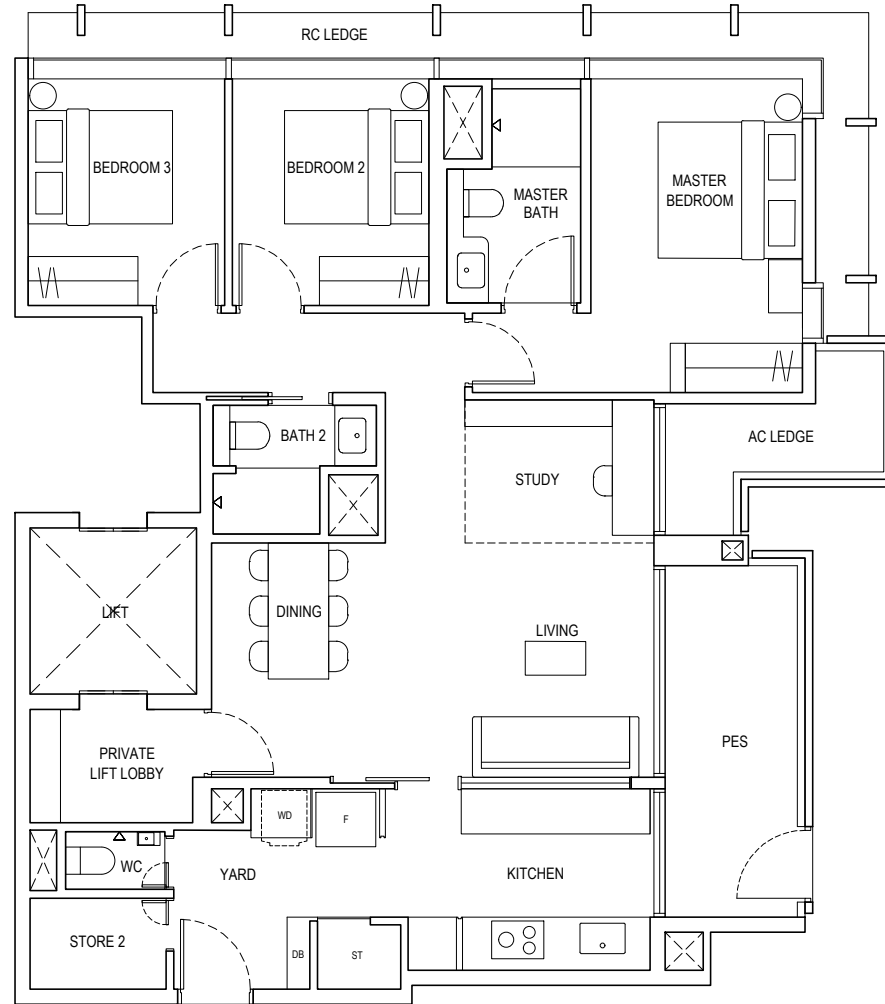 RC LEDGE
BEDROOM 3
BEDROOM 2
MASTER
BATH
MASTER
BEDROOM
BATH 2
STUDY
AC LEDGE
LIFT
DINING
LIVING
PRIVATE
LIFT LOBBY
PES
WD
F
WC
YARD
KITCHEN
STORE 2
DB
ST